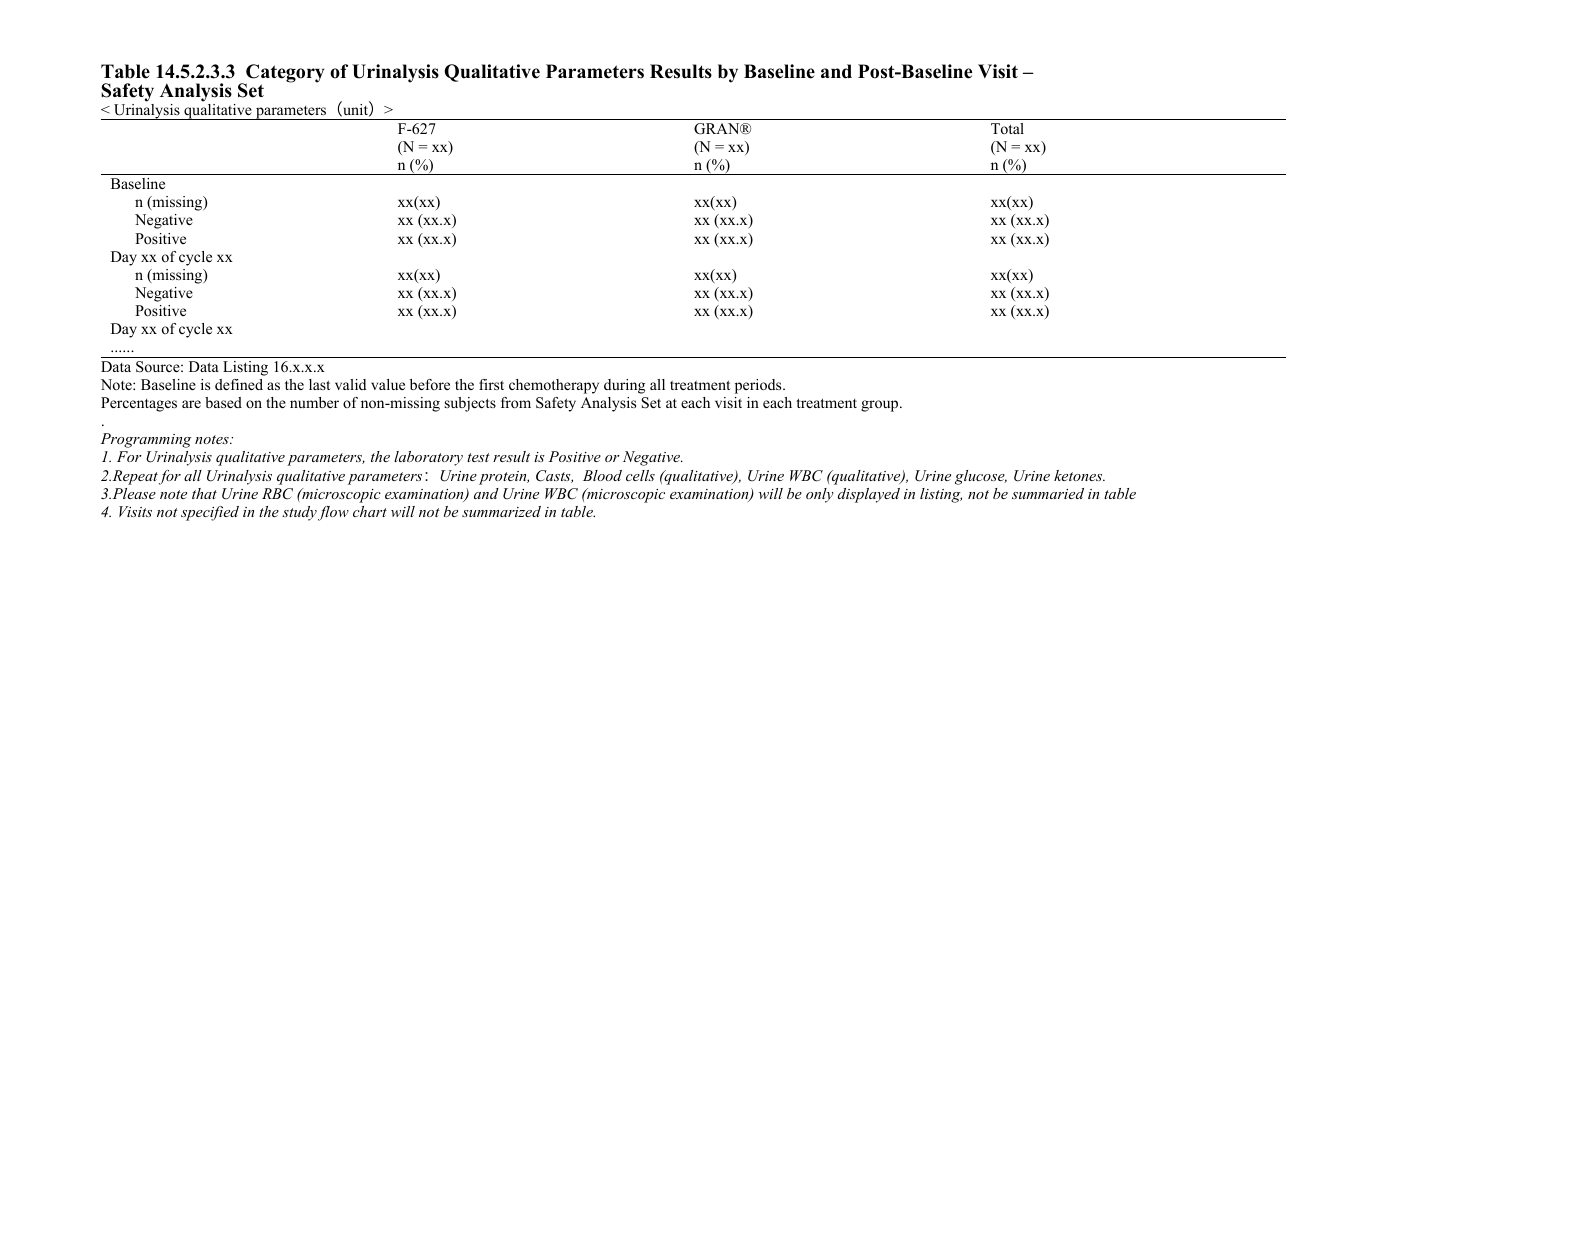 Table 14.5.2.3.3 Category of Urinalysis Qualitative Parameters Results by Baseline and Post-Baseline Visit –
Safety Analysis Set
< Urinalysis qualitative parameters（unit）>
F-627 GRAN® Total
(N = xx) (N = xx) (N = xx)
n (%) n (%) n (%)
Baseline
n (missing) xx(xx) xx(xx) xx(xx)
Negative xx (xx.x) xx (xx.x) xx (xx.x)
Positive xx (xx.x) xx (xx.x) xx (xx.x)
Day xx of cycle xx
n (missing) xx(xx) xx(xx) xx(xx)
Negative xx (xx.x) xx (xx.x) xx (xx.x)
Positive xx (xx.x) xx (xx.x) xx (xx.x)
Day xx of cycle xx
......
Data Source: Data Listing 16.x.x.x
Note: Baseline is defined as the last valid value before the first chemotherapy during all treatment periods.
Percentages are based on the number of non-missing subjects from Safety Analysis Set at each visit in each treatment group.
.
Programming notes:
1. For Urinalysis qualitative parameters, the laboratory test result is Positive or Negative.
2.Repeat for all Urinalysis qualitative parameters： Urine protein, Casts, Blood cells (qualitative), Urine WBC (qualitative), Urine glucose, Urine ketones.
3.Please note that Urine RBC (microscopic examination) and Urine WBC (microscopic examination) will be only displayed in listing, not be summaried in table
4. Visits not specified in the study flow chart will not be summarized in table.